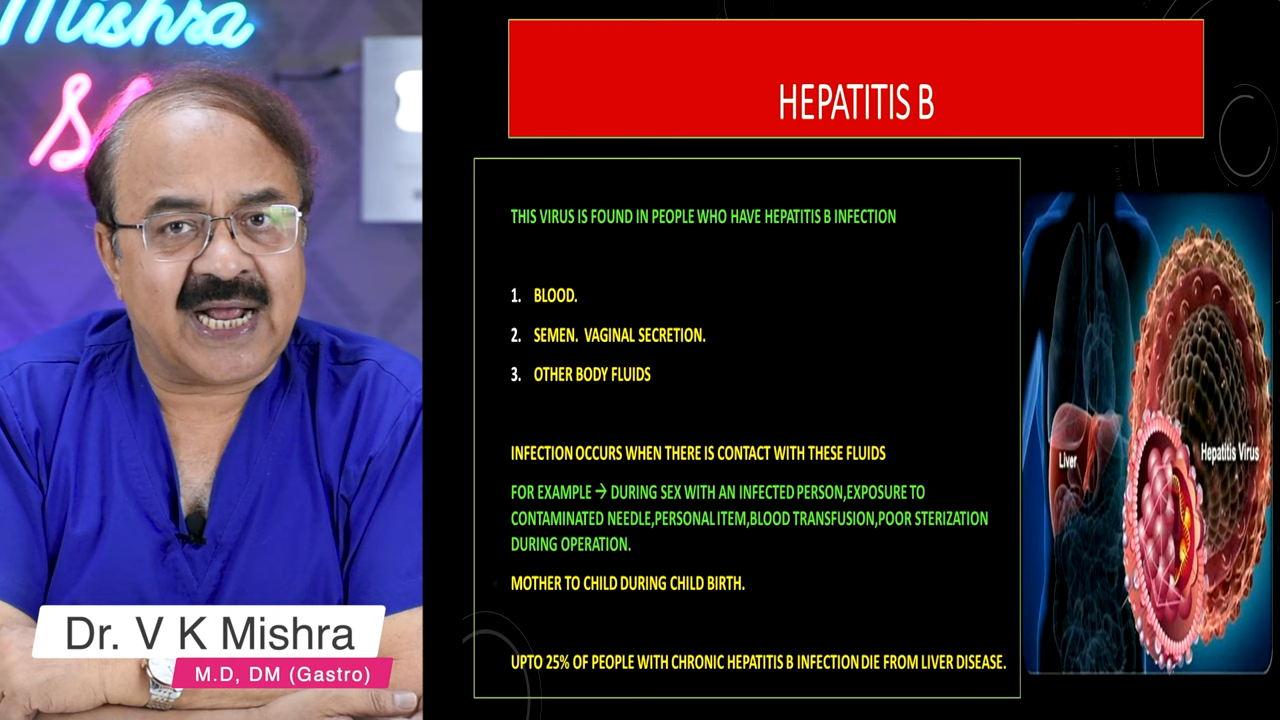 Mishra
HEPATITIS B
THIS VIRUS IS FOUND IN PEOPLE WHO HAVE HEPATITIS B INFECTION
1. BLOOD.
2. SEMEN. VAGINAL SECRETION.
3. OTHER BODY FLUIDS
INFECTION OCCURS WHEN THERE IS CONTACT WITH THESE FLUIDS
FOR EXAMPLE → DURING SEX WITH AN INFECTED PERSON,EXPOSURE TO
CONTAMINATED NEEDLE,PERSONAL ITEM,BLOOD TRANSFUSION,POOR STERIZATION
DURING OPERATION.
MOTHER TO CHILD DURING CHILD BIRTH.
UPTO 25% OF PEOPLE WITH CHRONIC HEPATITIS B INFECTION DIE FROM LIVER DISEASE.
Liver
Hepatitis Virus
Dr. V K Mishra
M.D, DM (Gastro)